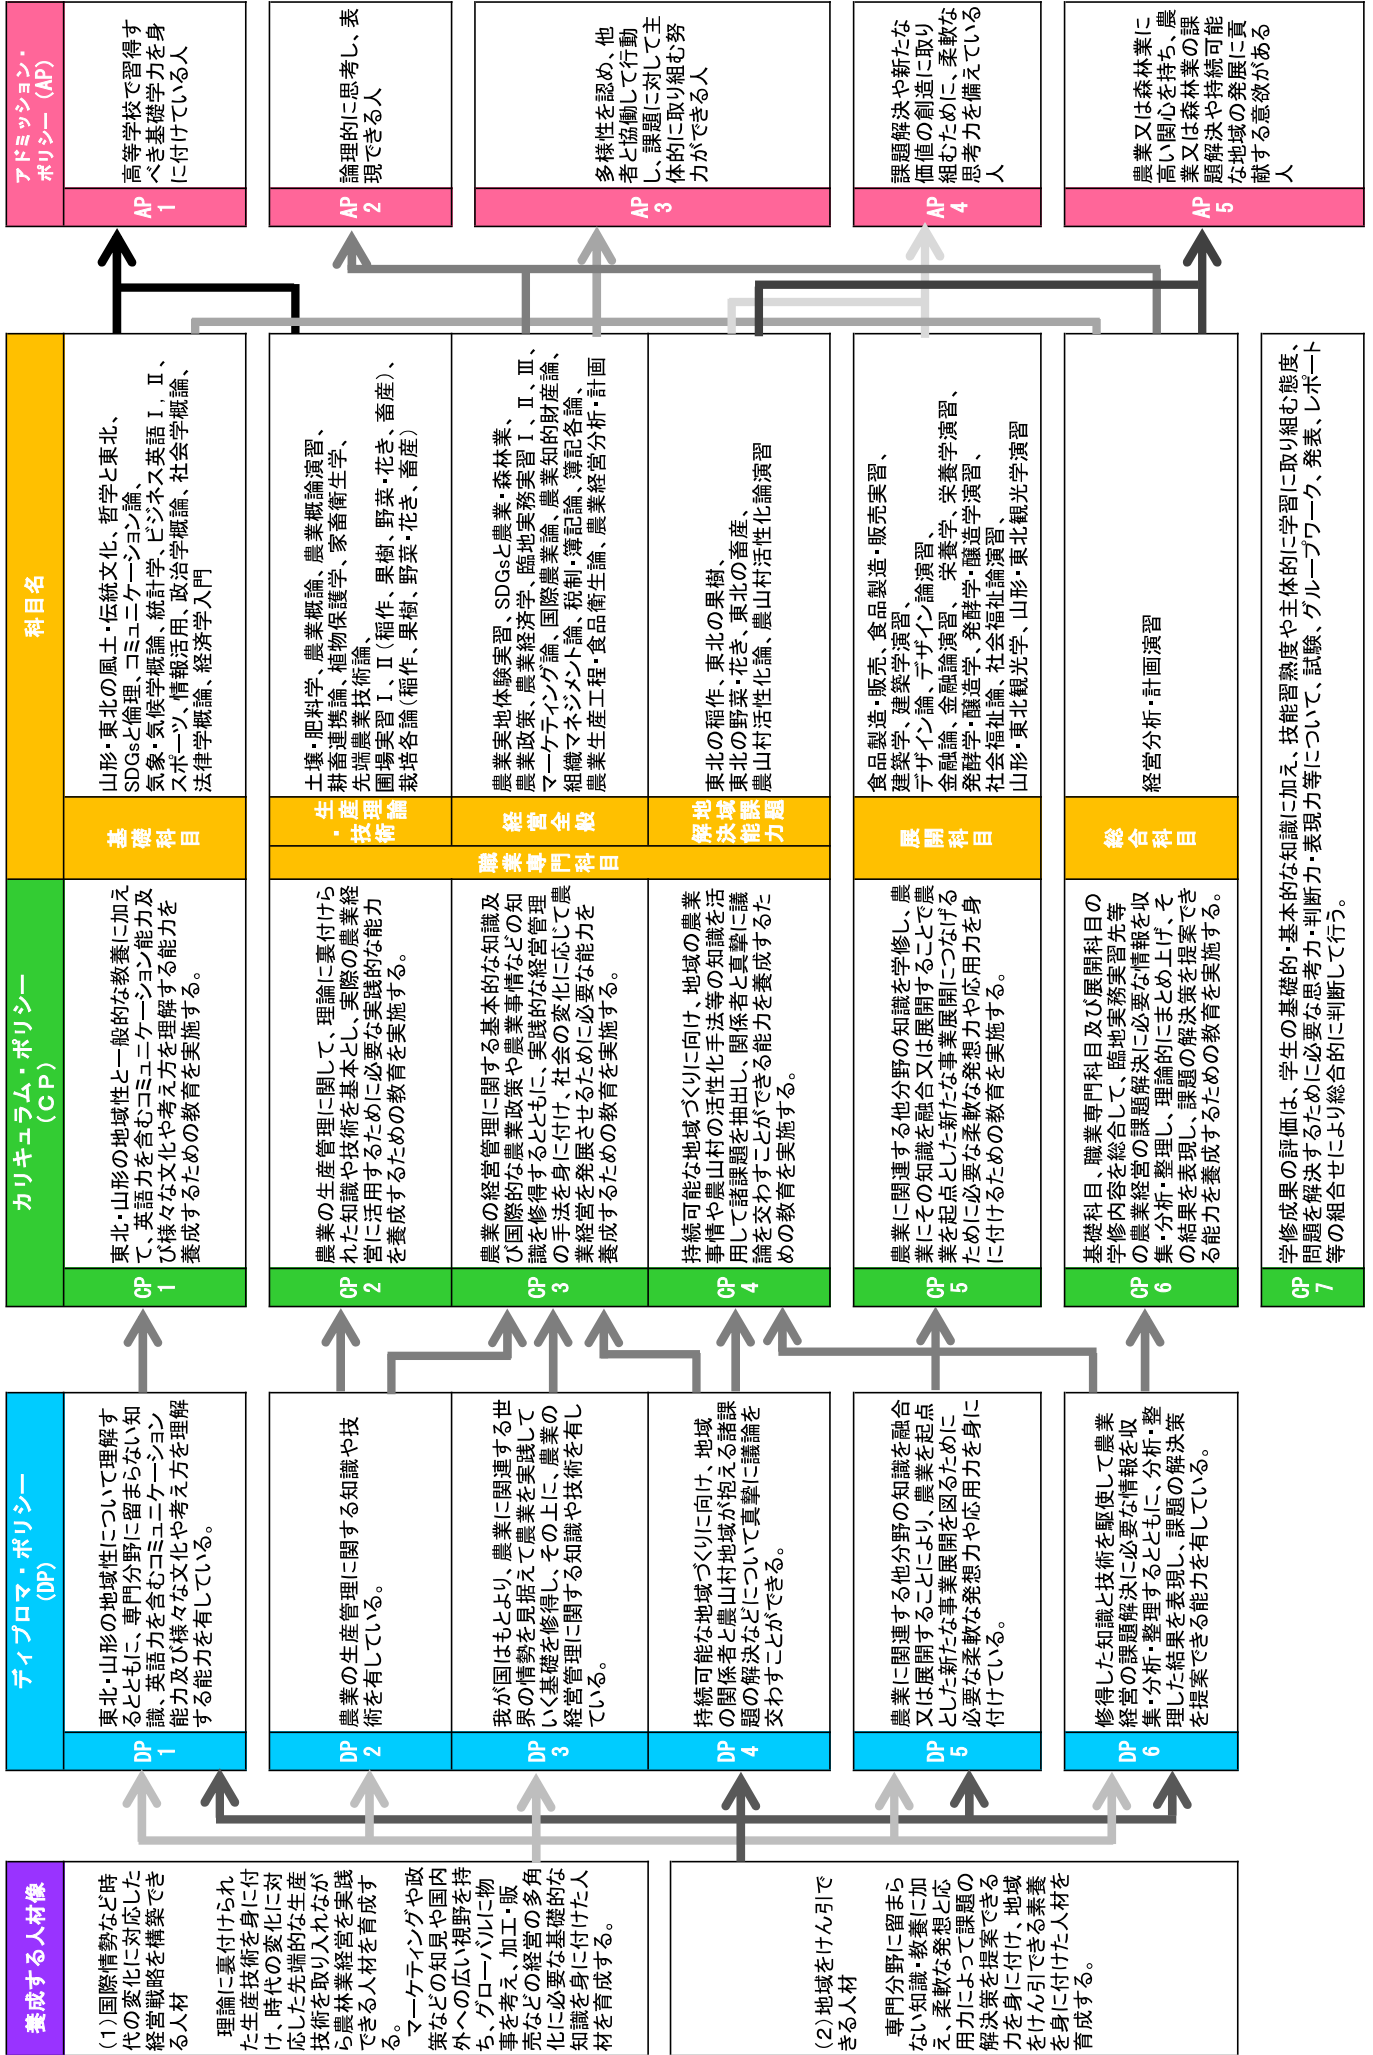 養成する人材像
(1)国際情勢など時
代の変化に対応した
経営戦略を構築でき
る人材
理論に裏付けられ
た生産技術を身に付
け、時代の変化に対
応した先端的な生産
技術を取り入れなが
ら農林業経営を実践
できる人材を育成す
る。
マーケティングや政
策などの知見や国内
外への広い視野を持
ち、グローバルに物
事を考え、加工・販
売などの経営の多角
化に必要な基礎的な
知識を身に付けた人
材を育成する。
(2)地域をけん引で
きる人材
専門分野に留まら
ない知識・教養に加
え、柔軟な発想と応
用力によって課題の
解決策を提案できる
力を身に付け、地域
をけん引できる素養
を身に付けた人材を
育成する。
ディプロマ・ポリシー
(DP)
DP
1
東北・山形の地域性について理解す
るとともに、専門分野に留まらない知
識、英語力を含むコミュニケーション
能力及び様々な文化や考え方を理解
する能力を有している。
DP
2
農業の生産管理に関する知識や技
術を有している。
DP
3
我が国はもとより、農業に関連する世
界の情勢を見据えて農業を実践して
いく基礎を修得し、その上に、農業の
経営管理に関する知識や技術を有し
ている。
DP
4
持続可能な地域づくりに向け、地域
の関係者と農山村地域が抱える諸課
題の解決などについて真摯に議論を
交わすことができる。
DP
5
農業に関連する他分野の知識を融合
又は展開することにより、農業を起点
とした新たな事業展開を図るために
必要な柔軟な発想力や応用力を身に
付けている。
DP
6
修得した知識と技術を駆使して農業
経営の課題解決に必要な情報を収
集・分析・整理するとともに、分析・整
理した結果を表現し、課題の解決策
を提案できる能力を有している。
カリキュラム・ポリシー
(CP)
CP
1
東北・山形の地域性と一般的な教養に加え
て、英語力を含むコミュニケーション能力及
び様々な文化や考え方を理解する能力を
養成するための教育を実施する。
CP
2
農業の生産管理に関して、理論に裏付けら
れた知識や技術を基本とし、実際の農業経
営に活用するために必要な実践的な能力
を養成するための教育を実施する。
CP
3
農業の経営管理に関する基本的な知識及
び国際的な農業政策や農業事情などの知
識を修得するとともに、実践的な経営管理
の手法を身に付け、社会の変化に応じて農
業経営を発展させるために必要な能力を
養成するための教育を実施する。
CP
4
持続可能な地域づくりに向け、地域の農業
事情や農山村の活性化手法等の知識を活
用して諸課題を抽出し、関係者と真摯に議
論を交わすことができる能力を養成するた
めの教育を実施する。
CP
5
農業に関連する他分野の知識を学修し、農
業にその知識を融合又は展開することで農
業を起点とした新たな事業展開につなげる
ために必要な柔軟な発想力や応用力を身
に付けるための教育を実施する。
CP
6
基礎科目、職業専門科目及び展開科目の
学修内容を総合して、臨地実務実習先等
の農業経営の課題解決に必要な情報を収
集・分析・整理し、理論的にまとめ上げ、そ
の結果を表現し、課題の解決策を提案でき
る能力を養成するための教育を実施する。
CP
7
学修成果の評価は、学生の基礎的・基本的な知識に加え、技能習熟度や主体的に学習に取り組む態度、
問題を解決するために必要な思考力・判断力・表現力等について、試験、グループワーク、発表、レポート
等の組合せにより総合的に判断して行う。
科目名
基礎
科目
山形・東北の風土・伝統文化、哲学と東北、
SDGsと倫理、コミュニケーション論、
気象・気候学概論、統計学、ビジネス英語Ⅰ,Ⅱ、
スポーツ、情報活用、政治学概論、社会学概論、
法律学概論、経済学入門
職業専門科目
生産理論
・技術
土壌・肥料学、農業概論、農業概論演習、
耕畜連携論、植物保護学、家畜衛生学、
先端農業技術論、
圃場実習Ⅰ、Ⅱ(稲作、果樹、野菜・花き、畜産)、
栽培各論(稲作、果樹、野菜・花き、畜産)
経営全般
農業実地体験実習、SDGsと農業・森林業、
農業政策、農業経済学、臨地実務実習Ⅰ、Ⅱ、Ⅲ、
マーケティング論、国際農業論、農業知的財産論、
組織マネジメント論、税制・簿記論、簿記各論、
農業生産工程・食品衛生論、農業経営分析・計画
地域課題
解決能力
東北の稲作、東北の果樹、
東北の野菜・花き、東北の畜産、
農山村活性化論、農山村活性化論演習
展開
科目
食品製造・販売、食品製造・販売実習、
建築学、建築学演習、
デザイン論、デザイン論演習、
金融論、金融論演習、栄養学、栄養学演習、
発酵学・醸造学、発酵学・醸造学演習、
社会福祉論、社会福祉論演習、
山形・東北観光学、山形・東北観光学演習
総合
科目
経営分析・計画演習
アドミッション・
ポリシー(AP)
AP
1
高等学校で習得す
べき基礎学力を身
に付けている人
AP
2
論理的に思考し、表
現できる人
AP
3
多様性を認め、他
者と協働して行動
し、課題に対して主
体的に取り組む努
力ができる人
AP
4
課題解決や新たな
価値の創造に取り
組むために、柔軟な
思考力を備えている
人
AP
5
農業又は森林業に
高い関心を持ち、農
業又は森林業の課
題解決や持続可能
な地域の発展に貢
献する意欲がある
人